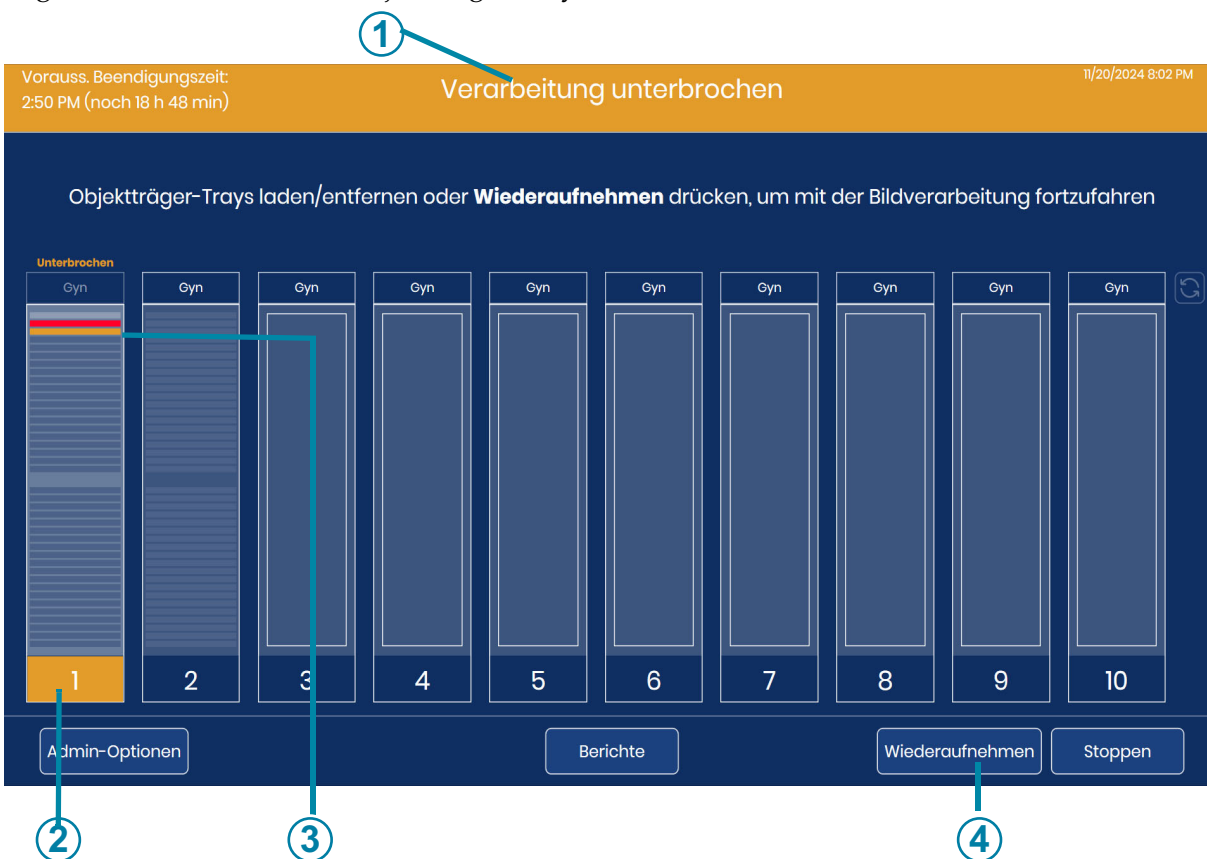 1
Vorauss. Beendigungszeit:
2:50 PM (noch 18 h 48 min)
Verarbeitung unterbrochen
11/20/2024 8:02 PM
Objektträger-Trays laden/entfernen oder Wiederaufnehmen drücken, um mit der Bildverarbeitung fortzufahren
Unterbrochen
Gyn Gyn Gyn Gyn Gyn Gyn Gyn Gyn Gyn Gyn
1 2 3 4 5 6 7 8 9 10
Admin-Optionen Berichte Wiederaufnehmen Stoppen
2 3 4